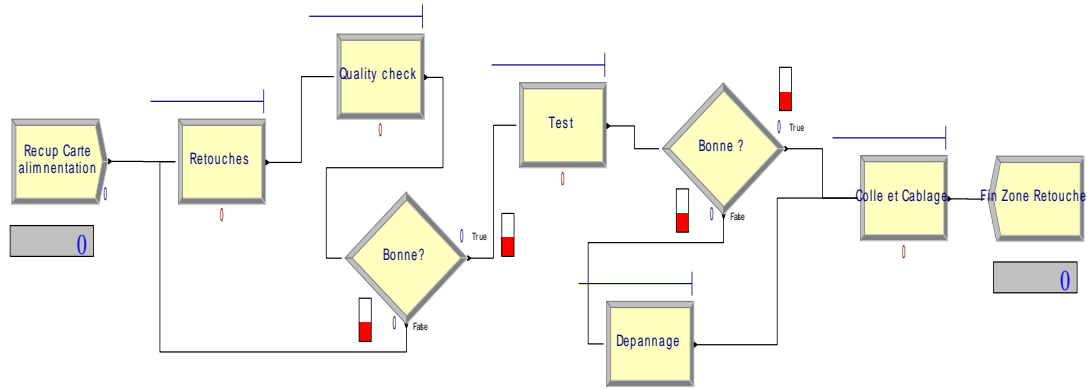 Recup Carte
alimnentation
0
0
Retouches
0
Quality check
0
Bonne?
0 True
0 False
Test
0
Bonne ?
0 True
0 False
Depannage
Colle et Cablage
0
Fin Zone Retouche
0